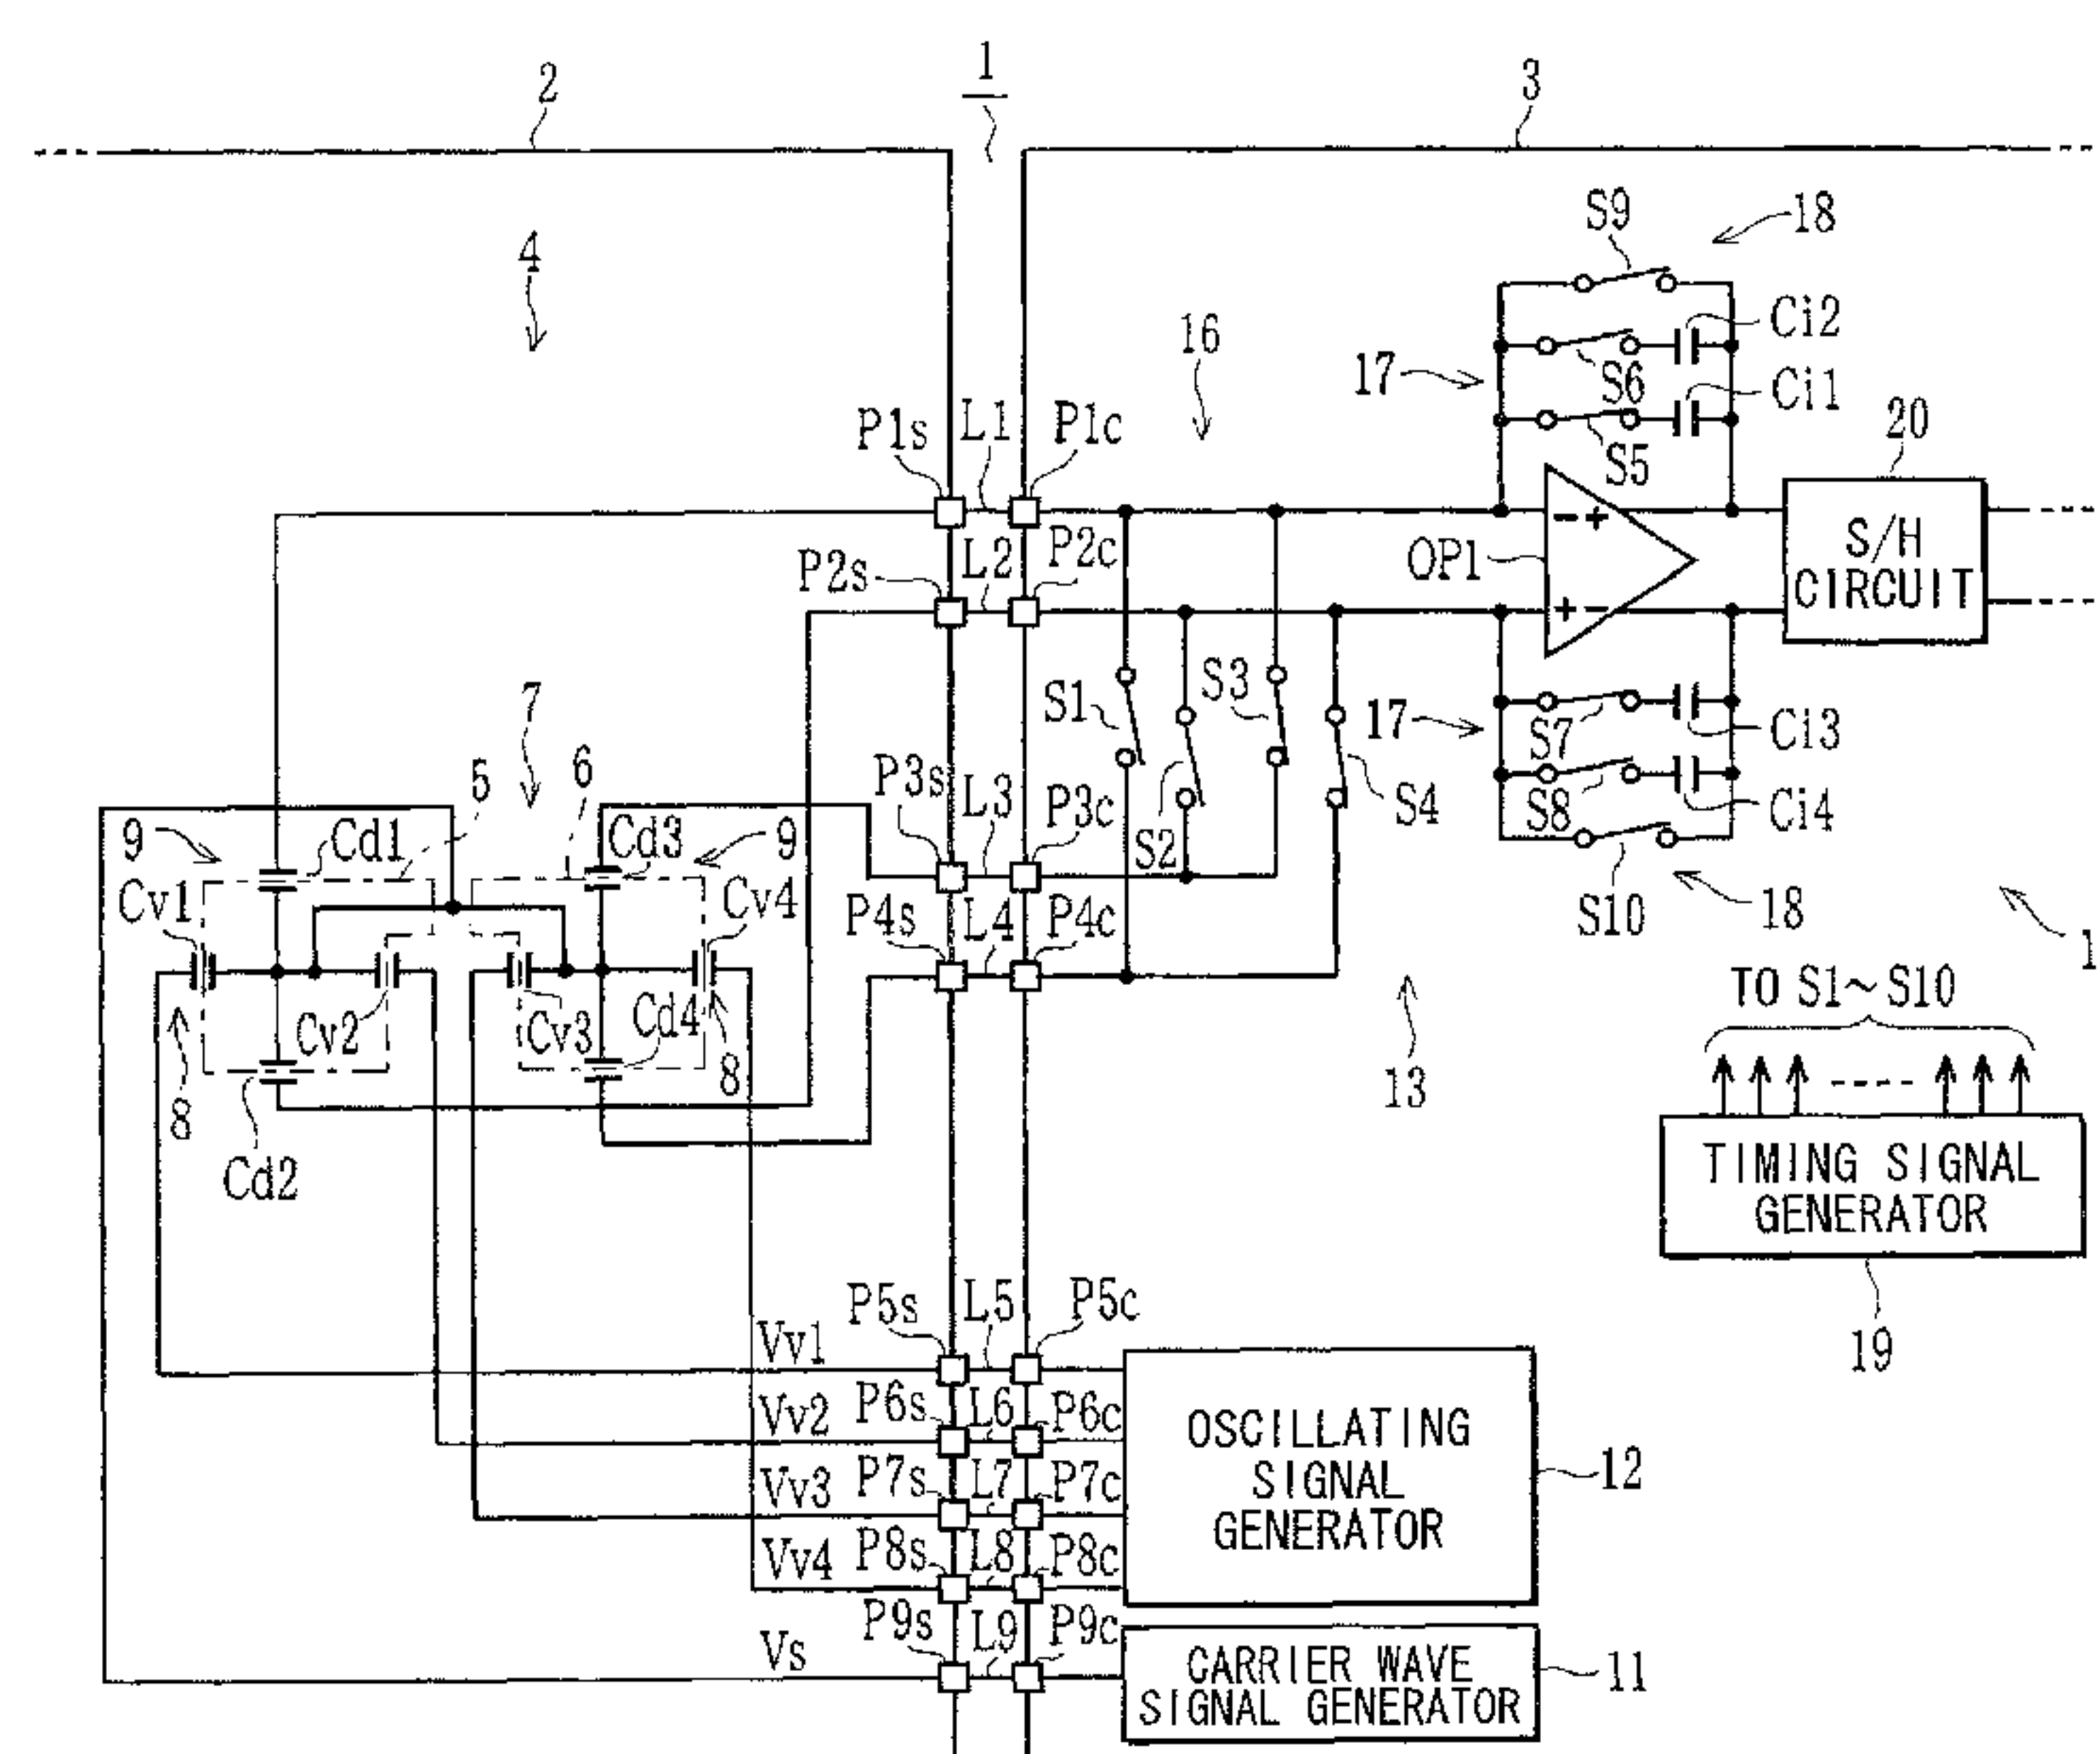 1
2
3
4
S9
18
16
17
Ci2
S6
Ci1
S5
20
P1s
L1
P1c
P2s
L2
P2c
OP1
-+
+-
S/H
CIRCUIT
7
5
6
S1
S3
S2
S4
17
S7
Ci3
S8
Ci4
S10
18
1
P3s
L3
P3c
9
Cd1
Cd3
9
Cv1
Cv4
P4s
L4
P4c
Cv2
Cv3
Cd4
8
8
Cd2
13
TO S1~S10
TIMING SIGNAL
GENERATOR
19
P5s
L5
P5c
Vv1
P6s
L6
P6c
Vv2
P7s
L7
P7c
Vv3
P8s
L8
P8c
Vv4
OSCILLATING
SIGNAL
GENERATOR
12
P9s
L9
P9c
Vs
CARRIER WAVE
SIGNAL GENERATOR
11